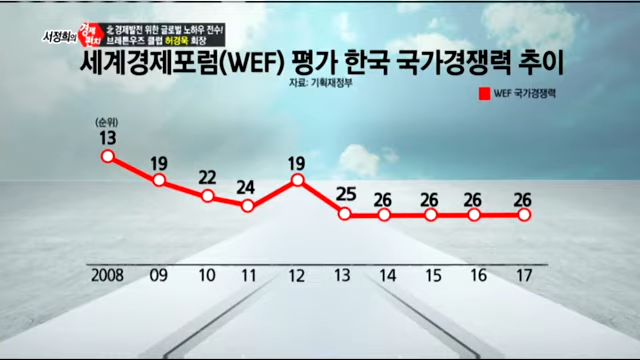 서정희의 경제펀치
北 경제발전 위한 글로벌 노하우 전수!
브레튼우즈 클럽 허경욱 회장
세계경제포럼(WEF) 평가 한국 국가경쟁력 추이
자료: 기획재정부
WEF 국가경쟁력
(순위)
13 19 22 24 19 25 26 26 26 26
2008 09 10 11 12 13 14 15 16 17